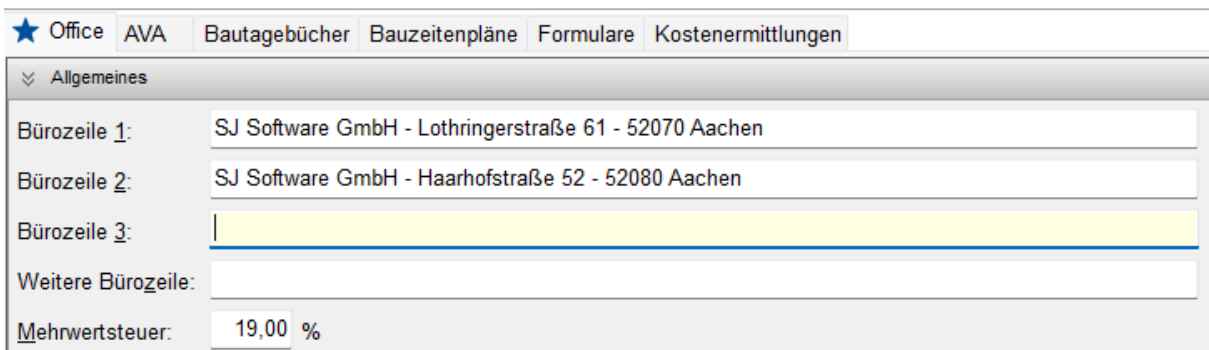 Office AVA Bautagebücher Bauzeitenpläne Formulare Kostenermittlungen
Allgemeines
Bürozeile 1: SJ Software GmbH - Lothringerstraße 61 - 52070 Aachen
Bürozeile 2: SJ Software GmbH - Haarhofstraße 52 - 52080 Aachen
Bürozeile 3:
Weitere Bürozeile:
Mehrwertsteuer: 19,00 %